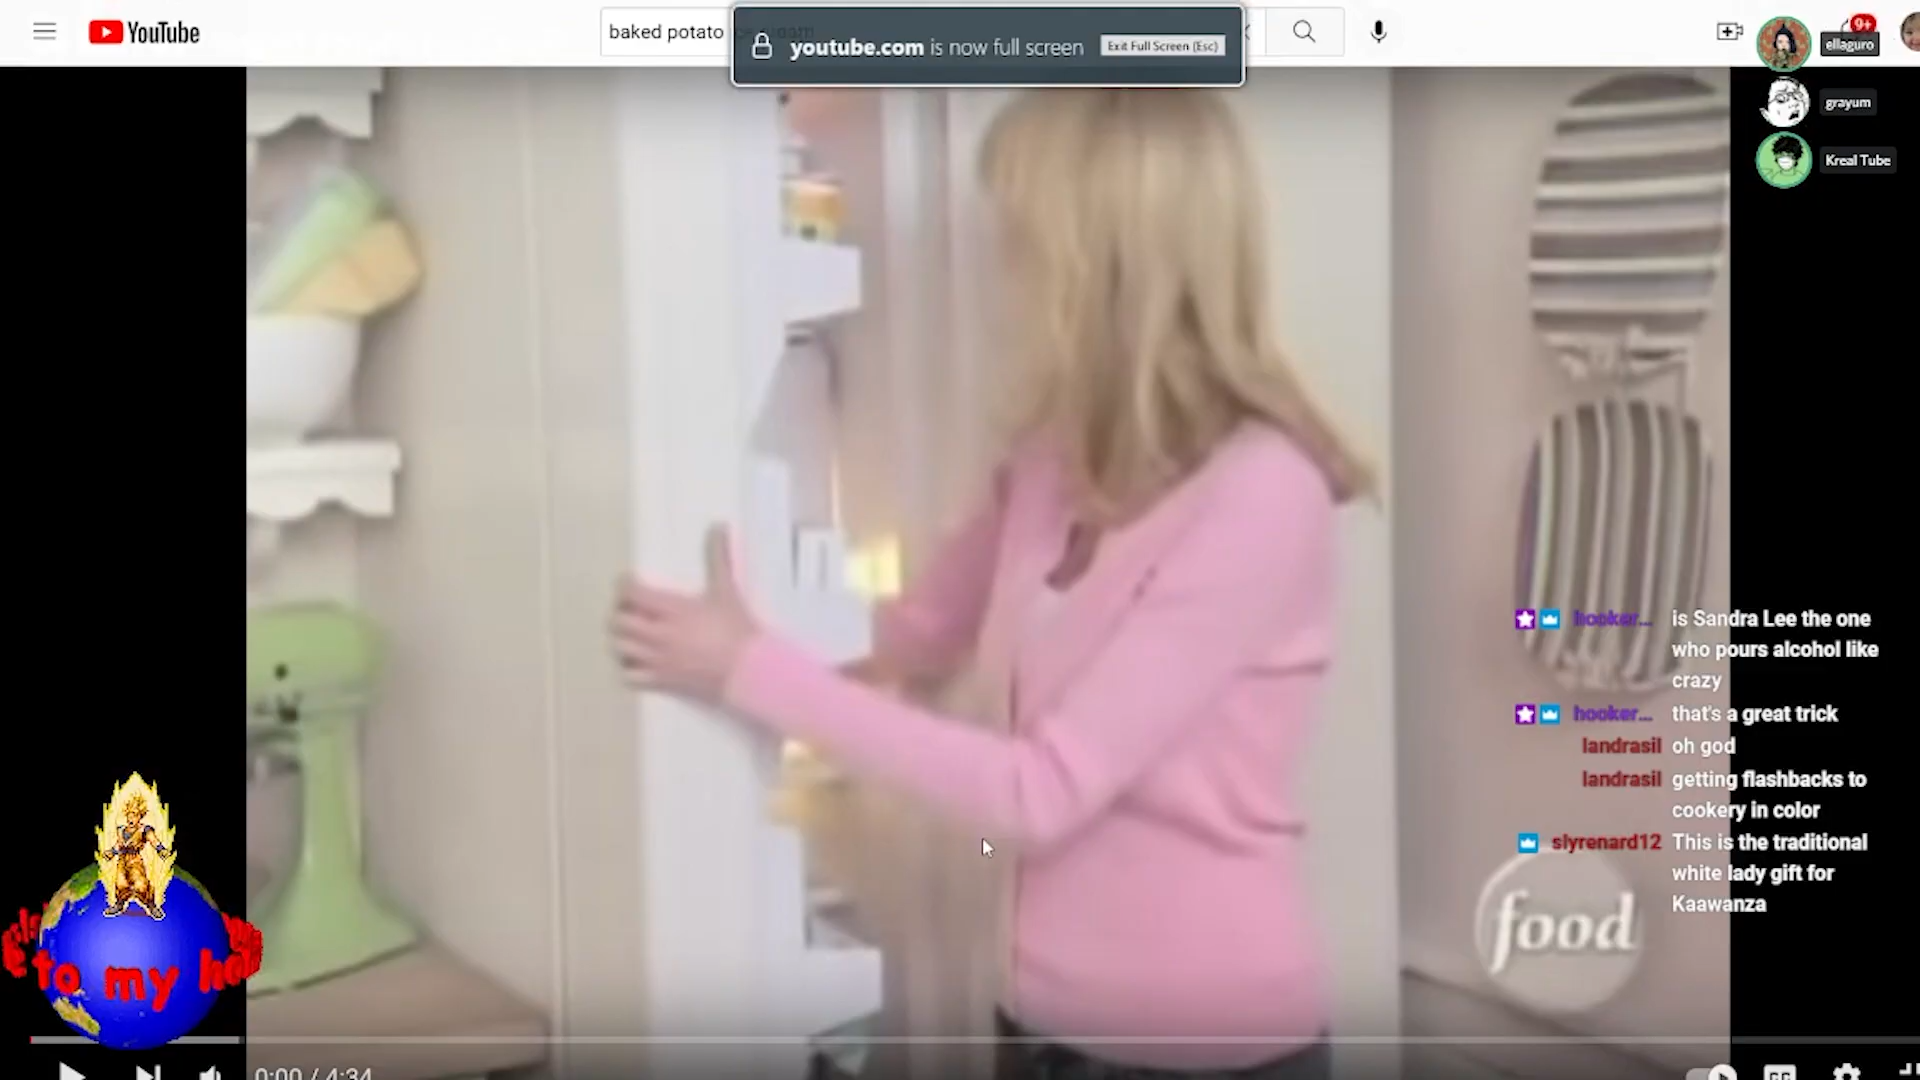 YouTube
baked potato
youtube.com is now full screen
Exit Full Screen (Esc)
9+
ellaguro
grayum
Kreal Tube
hooker... is Sandra Lee the one
who pours alcohol like
crazy
hooker... that's a great trick
landrasil oh god
landrasil getting flashbacks to
cookery in color
slyrenard12 This is the traditional
white lady gift for
Kaawanza
food
to my
0:00 / 4:34